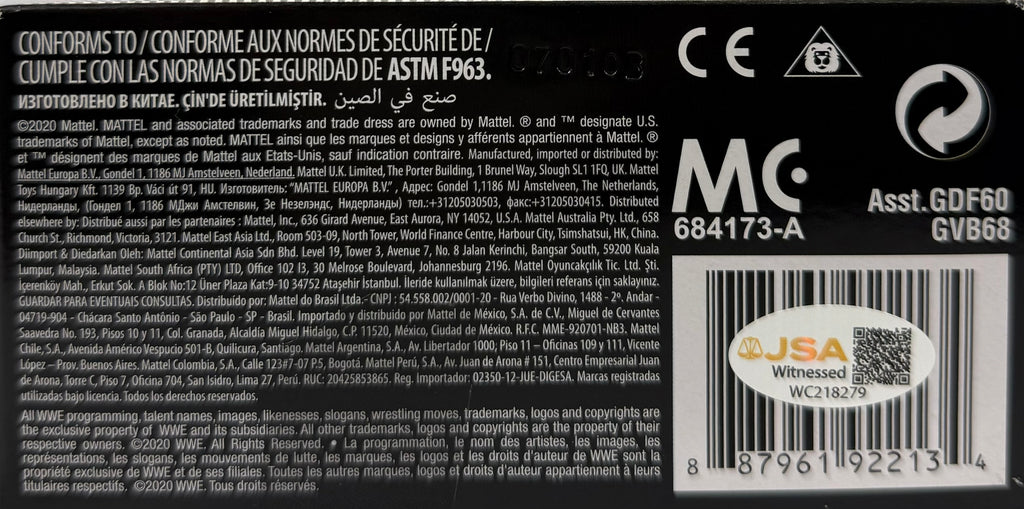 CONFORMS TO / CONFORME AUX NORMES DE SÉCURITÉ DE /
CUMPLE CON LAS NORMAS DE SEGURIDAD DE ASTM F963.
ИЗГОТОВЛЕНО В КИТАЕ. ÇİN'DE ÜRETİLMİŞTİR. صنع في الصين
©2020 Mattel. MATTEL and associated trademarks and trade dress are owned by Mattel. ® and ™ designate U.S.
trademarks of Mattel, except as noted. MATTEL ainsi que les marques et designs y afférents appartiennent à Mattel. ®
et ™ désignent des marques de Mattel aux Etats-Unis, sauf indication contraire. Manufactured, imported or distributed by:
Mattel Europa B.V., Gondel 1, 1186 MJ Amstelveen, Nederland. Mattel U.K. Limited, The Porter Building, 1 Brunel Way, Slough SL1 1FQ, UK. Mattel
Toys Hungary Kft. 1139 Bp. Váci út 91, HU. Изготовитель: "MATTEL EUROPA B.V." , Адрес: Gondel 1,1186 MJ Amstelveen, The Netherlands,
Нидерланды, (Гондел 1, 1186 МДжи Амстелвин, Зе Незелэндс, Нидерланды) тел.:+31205030503, факс:+31205030415. Distributed
elsewhere by: Distribué aussi par les partenaires : Mattel, Inc., 636 Girard Avenue, East Aurora, NY 14052, U.S.A. Mattel Australia Pty. Ltd., 658
Church St., Richmond, Victoria, 3121. Mattel East Asia Ltd., Room 503-09, North Tower, World Finance Centre, Harbour City, Tsimshatsui, HK, China.
Diimport & Diedarkan Oleh: Mattel Continental Asia Sdn Bhd. Level 19, Tower 3, Avenue 7, No. 8 Jalan Kerinchi, Bangsar South, 59200 Kuala
Lumpur, Malaysia. Mattel South Africa (PTY) LTD, Office 102 I3, 30 Melrose Boulevard, Johannesburg 2196. Mattel Oyuncakçılık Tic. Ltd. Şti.
İçerenköy Mah., Erkut Sok. A Blok No:12 Üner Plaza Kat:9-10 34752 Ataşehir İstanbul. İleride kullanılmak üzere, bilgileri referans için saklayınız.
GUARDAR PARA EVENTUAIS CONSULTAS. Distribuído por: Mattel do Brasil Ltda.- CNPJ : 54.558.002/0001-20 - Rua Verbo Divino, 1488 - 2º. Andar -
04719-904 - Chácara Santo Antônio - São Paulo - SP - Brasil. Importado y distribuido por Mattel de México, S.A. de C.V., Miguel de Cervantes
Saavedra No. 193, Pisos 10 y 11, Col. Granada, Alcaldía Miguel Hidalgo, C.P. 11520, México, Ciudad de México. R.F.C. MME-920701-NB3. Mattel
Chile, S.A., Avenida Américo Vespucio 501-B, Quilicura, Santiago. Mattel Argentina, S.A., Av. Libertador 1000, Piso 11 – Oficinas 109 y 111, Vicente
López – Prov. Buenos Aires. Mattel Colombia, S.A., Calle 123#7-07 P.5, Bogotá. Mattel Perú, S.A., Av. Juan de Arona # 151, Centro Empresarial Juan
de Arona, Torre C, Piso 7, Oficina 704, San Isidro, Lima 27, Perú. RUC: 20425853865. Reg. Importador: 02350-12-JUE-DIGESA. Marcas registradas
utilizadas bajo licencia. Todos los derechos reservados.
All WWE programming, talent names, images, likenesses, slogans, wrestling moves, trademarks, logos and copyrights are
the exclusive property of WWE and its subsidiaries. All other trademarks, logos and copyrights are the property of their
respective owners. ©2020 WWE. All Rights Reserved. • La programmation, le nom des artistes, les images, les
représentations, les slogans, les mouvements de lutte, les marques, les logos et les droits d'auteur de WWE sont la
propriété exclusive de WWE et de ses filiales. Toutes les autres marques, logos et droits d'auteur appartiennent à leurs
titulaires respectifs. ©2020 WWE. Tous droits réservés.
070103
CE
MC
684173-A
Asst. GDF60
GVB68
JSA
Witnessed
WC218279
8 87961 92213 4